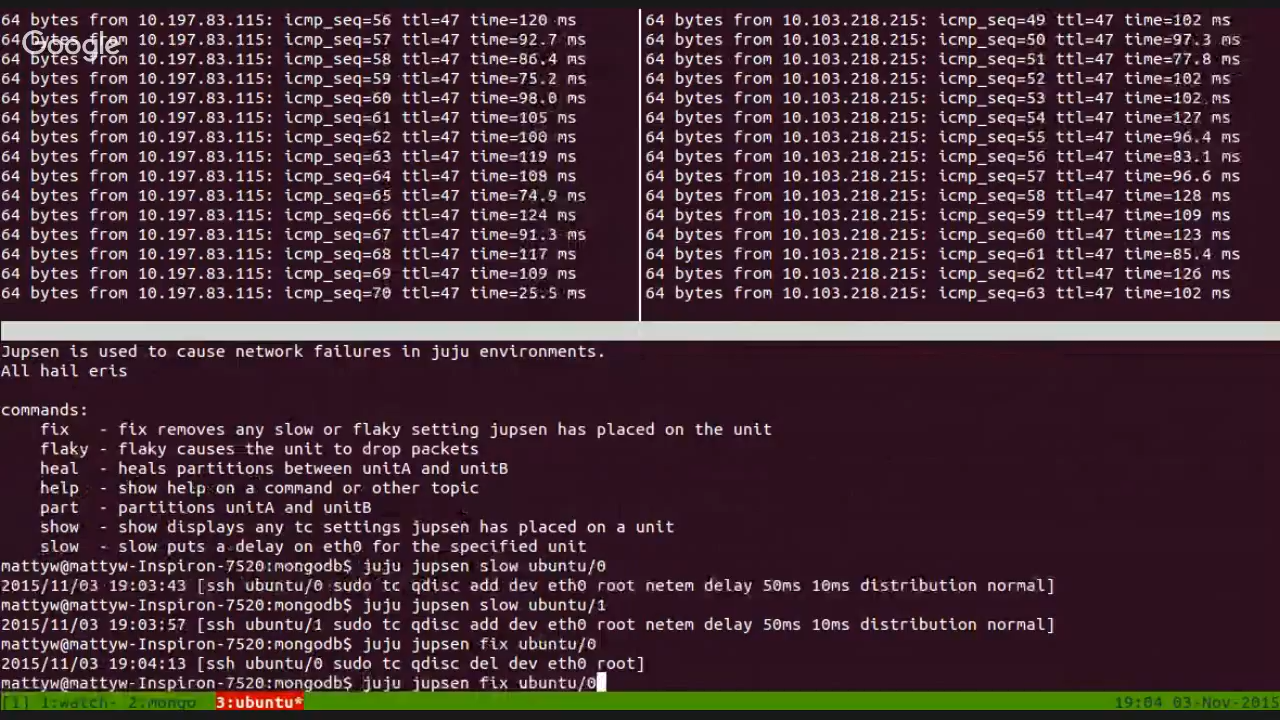 64 bytes from 10.197.83.115: icmp_seq=56 ttl=47 time=120 ms
64 bytes from 10.197.83.115: icmp_seq=57 ttl=47 time=92.7 ms
64 bytes from 10.197.83.115: icmp_seq=58 ttl=47 time=86.4 ms
64 bytes from 10.197.83.115: icmp_seq=59 ttl=47 time=75.2 ms
64 bytes from 10.197.83.115: icmp_seq=60 ttl=47 time=98.0 ms
64 bytes from 10.197.83.115: icmp_seq=61 ttl=47 time=105 ms
64 bytes from 10.197.83.115: icmp_seq=62 ttl=47 time=100 ms
64 bytes from 10.197.83.115: icmp_seq=63 ttl=47 time=119 ms
64 bytes from 10.197.83.115: icmp_seq=64 ttl=47 time=108 ms
64 bytes from 10.197.83.115: icmp_seq=65 ttl=47 time=74.9 ms
64 bytes from 10.197.83.115: icmp_seq=66 ttl=47 time=124 ms
64 bytes from 10.197.83.115: icmp_seq=67 ttl=47 time=91.3 ms
64 bytes from 10.197.83.115: icmp_seq=68 ttl=47 time=117 ms
64 bytes from 10.197.83.115: icmp_seq=69 ttl=47 time=109 ms
64 bytes from 10.197.83.115: icmp_seq=70 ttl=47 time=25.5 ms
Google
64 bytes from 10.103.218.215: icmp_seq=49 ttl=47 time=102 ms
64 bytes from 10.103.218.215: icmp_seq=50 ttl=47 time=97.3 ms
64 bytes from 10.103.218.215: icmp_seq=51 ttl=47 time=77.8 ms
64 bytes from 10.103.218.215: icmp_seq=52 ttl=47 time=102 ms
64 bytes from 10.103.218.215: icmp_seq=53 ttl=47 time=102 ms
64 bytes from 10.103.218.215: icmp_seq=54 ttl=47 time=127 ms
64 bytes from 10.103.218.215: icmp_seq=55 ttl=47 time=96.4 ms
64 bytes from 10.103.218.215: icmp_seq=56 ttl=47 time=83.1 ms
64 bytes from 10.103.218.215: icmp_seq=57 ttl=47 time=96.6 ms
64 bytes from 10.103.218.215: icmp_seq=58 ttl=47 time=128 ms
64 bytes from 10.103.218.215: icmp_seq=59 ttl=47 time=109 ms
64 bytes from 10.103.218.215: icmp_seq=60 ttl=47 time=123 ms
64 bytes from 10.103.218.215: icmp_seq=61 ttl=47 time=85.4 ms
64 bytes from 10.103.218.215: icmp_seq=62 ttl=47 time=126 ms
64 bytes from 10.103.218.215: icmp_seq=63 ttl=47 time=102 ms
Jupsen is used to cause network failures in juju environments.
All hail eris
commands:
fix - fix removes any slow or flaky setting jupsen has placed on the unit
flaky - flaky causes the unit to drop packets
heal - heals partitions between unitA and unitB
help - show help on a command or other topic
part - partitions unitA and unitB
show - show displays any tc settings jupsen has placed on a unit
slow - slow puts a delay on eth0 for the specified unit
mattyw@mattyw-Inspiron-7520:mongodb$ juju jupsen slow ubuntu/0
2015/11/03 19:03:43 [ssh ubuntu/0 sudo tc qdisc add dev eth0 root netem delay 50ms 10ms distribution normal]
mattyw@mattyw-Inspiron-7520:mongodb$ juju jupsen slow ubuntu/1
2015/11/03 19:03:57 [ssh ubuntu/1 sudo tc qdisc add dev eth0 root netem delay 50ms 10ms distribution normal]
mattyw@mattyw-Inspiron-7520:mongodb$ juju jupsen fix ubuntu/0
2015/11/03 19:04:13 [ssh ubuntu/0 sudo tc qdisc del dev eth0 root]
mattyw@mattyw-Inspiron-7520:mongodb$ juju jupsen fix ubuntu/0
[1] 1:watch- 2:mongo 3:ubuntu* 19:04 03-Nov-2015